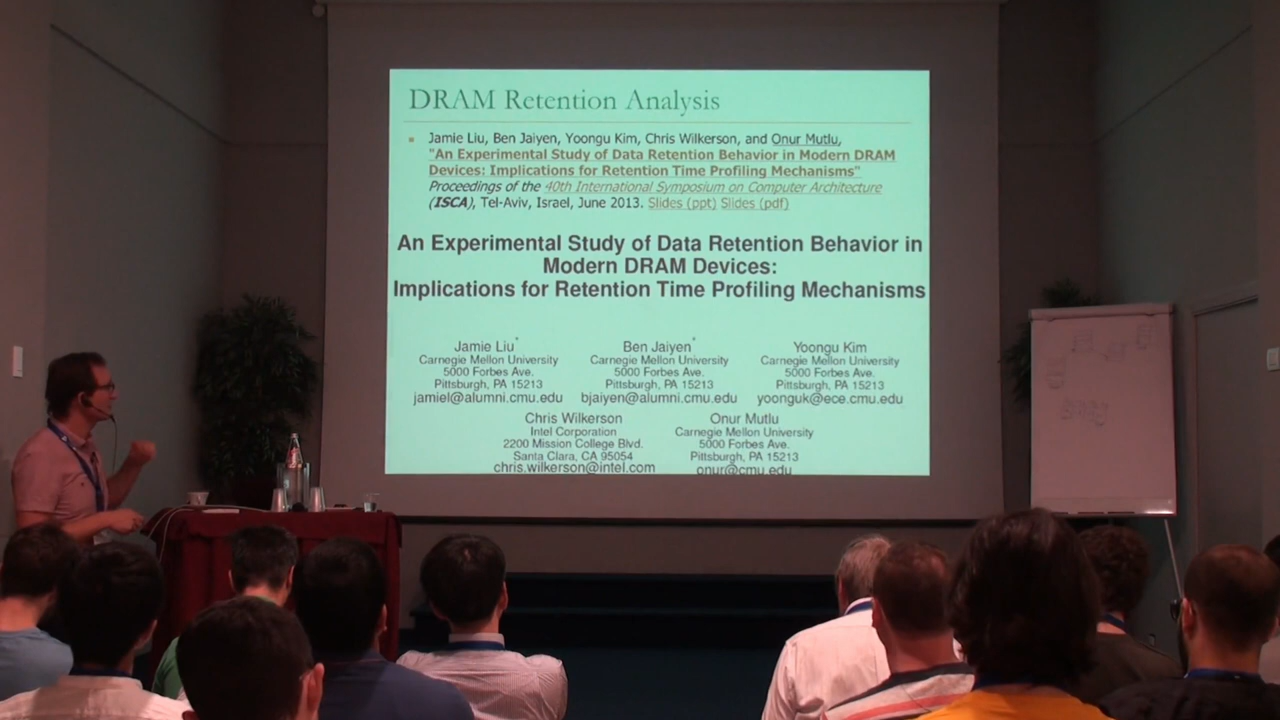 DRAM Retention Analysis
Jamie Liu, Ben Jaiyen, Yoongu Kim, Chris Wilkerson, and Onur Mutlu,
"An Experimental Study of Data Retention Behavior in Modern DRAM
Devices: Implications for Retention Time Profiling Mechanisms"
Proceedings of the 40th International Symposium on Computer Architecture
(ISCA), Tel-Aviv, Israel, June 2013. Slides (ppt) Slides (pdf)
An Experimental Study of Data Retention Behavior in
Modern DRAM Devices:
Implications for Retention Time Profiling Mechanisms
Jamie Liu*
Carnegie Mellon University
5000 Forbes Ave.
Pittsburgh, PA 15213
jamiel@alumni.cmu.edu
Ben Jaiyen*
Carnegie Mellon University
5000 Forbes Ave.
Pittsburgh, PA 15213
bjaiyen@alumni.cmu.edu
Yoongu Kim
Carnegie Mellon University
5000 Forbes Ave.
Pittsburgh, PA 15213
yoonguk@ece.cmu.edu
Chris Wilkerson
Intel Corporation
2200 Mission College Blvd.
Santa Clara, CA 95054
chris.wilkerson@intel.com
Onur Mutlu
Carnegie Mellon University
5000 Forbes Ave.
Pittsburgh, PA 15213
onur@cmu.edu